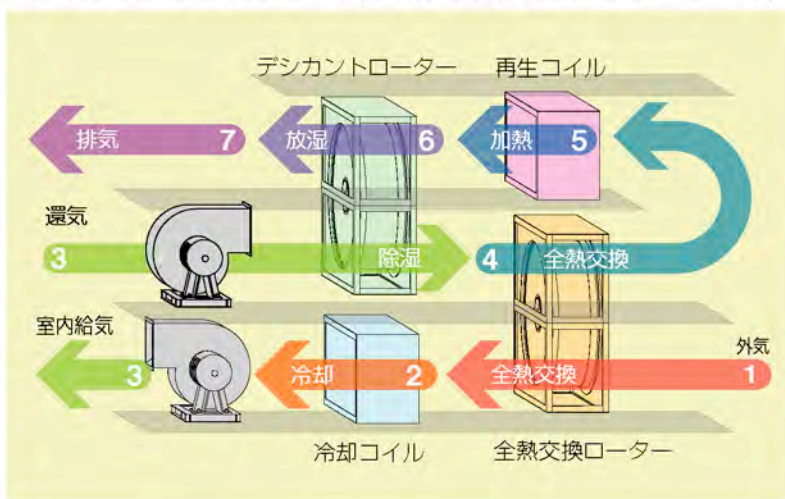 デシカントローター 再生コイル
排気 7 放湿 6 加熱 5
還気
3 除湿 4 全熱交換
室内給気 外気
3 冷却 2 全熱交換 1
冷却コイル 全熱交換ローター